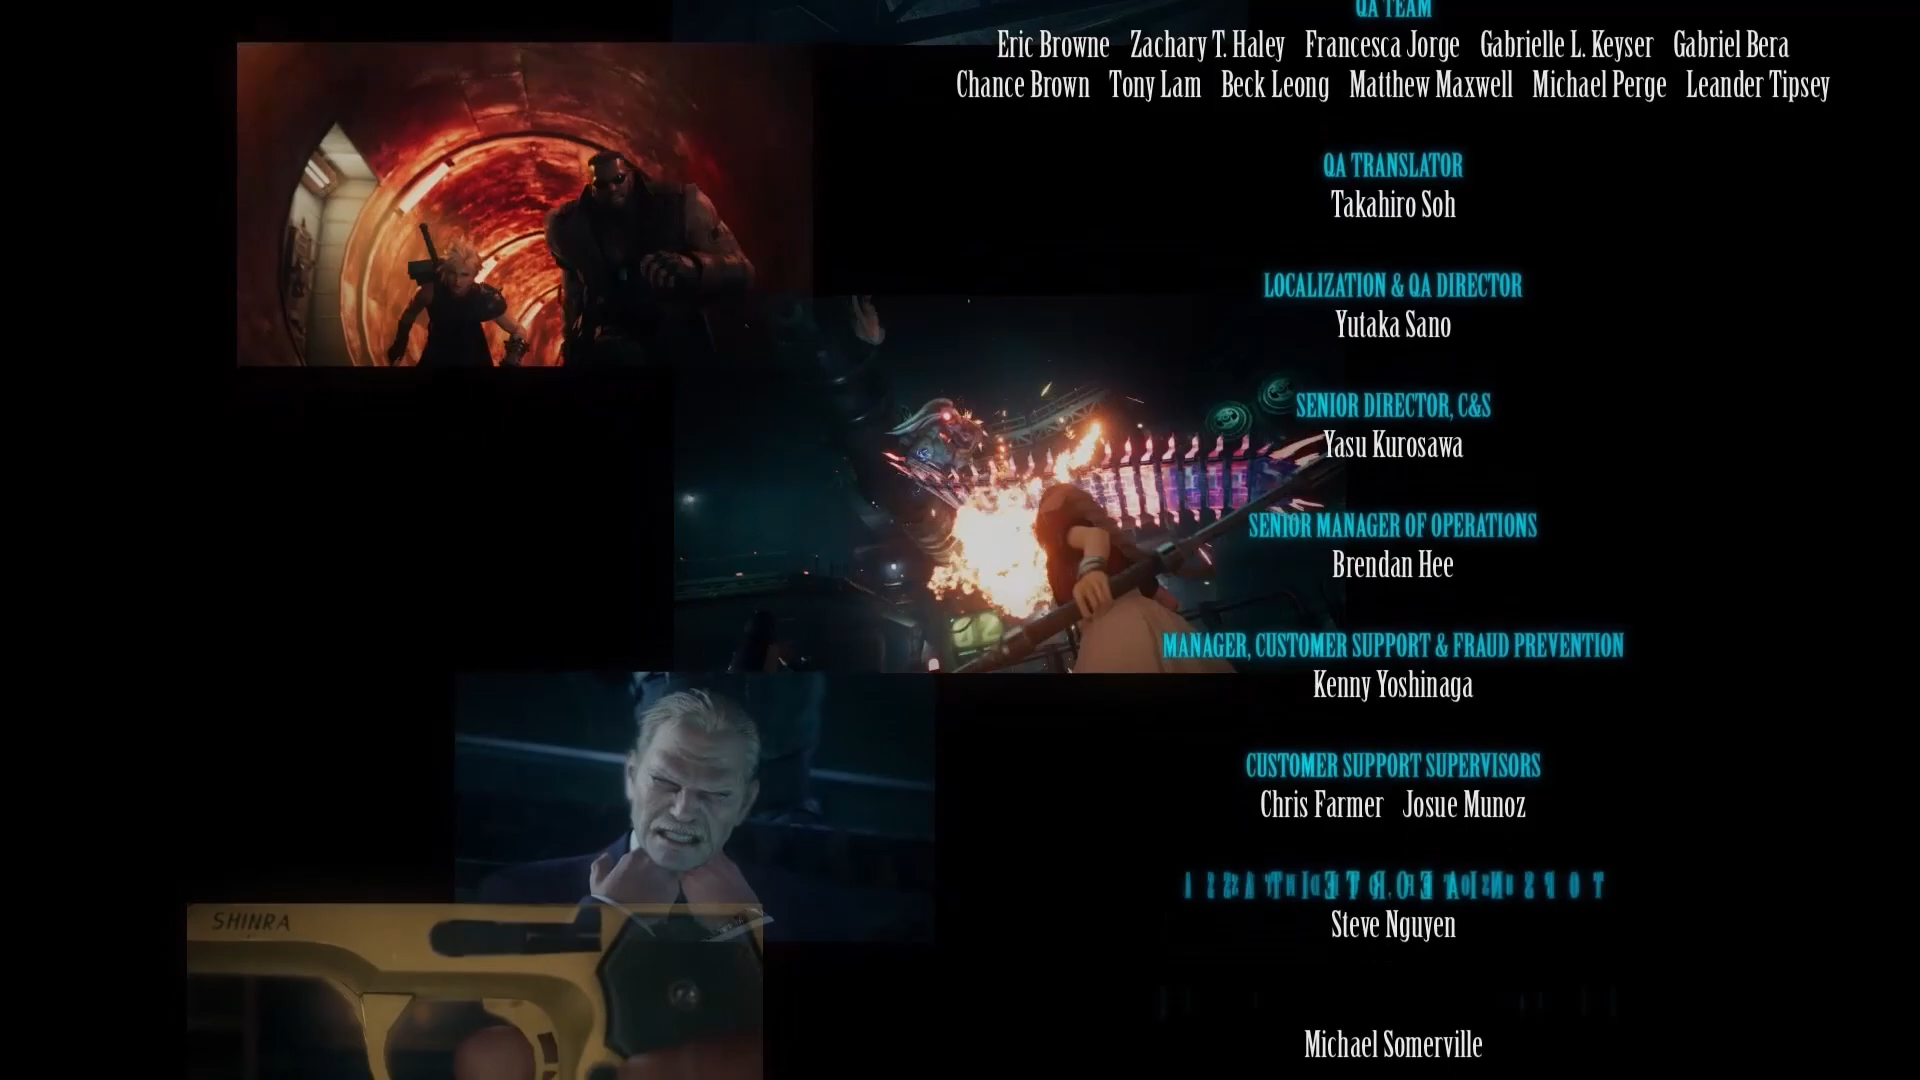 QA TEAM
Eric Browne Zachary T. Haley Francesca Jorge Gabrielle L. Keyser Gabriel Bera
Chance Brown Tony Lam Beck Leong Matthew Maxwell Michael Perge Leander Tipsey
QA TRANSLATOR
Takahiro Soh
LOCALIZATION & QA DIRECTOR
Yutaka Sano
SENIOR DIRECTOR, C&S
Yasu Kurosawa
SENIOR MANAGER OF OPERATIONS
Brendan Hee
MANAGER, CUSTOMER SUPPORT & FRAUD PREVENTION
Kenny Yoshinaga
CUSTOMER SUPPORT SUPERVISORS
Chris Farmer Josue Munoz
Steve Nguyen
SHINRA
Michael Somerville